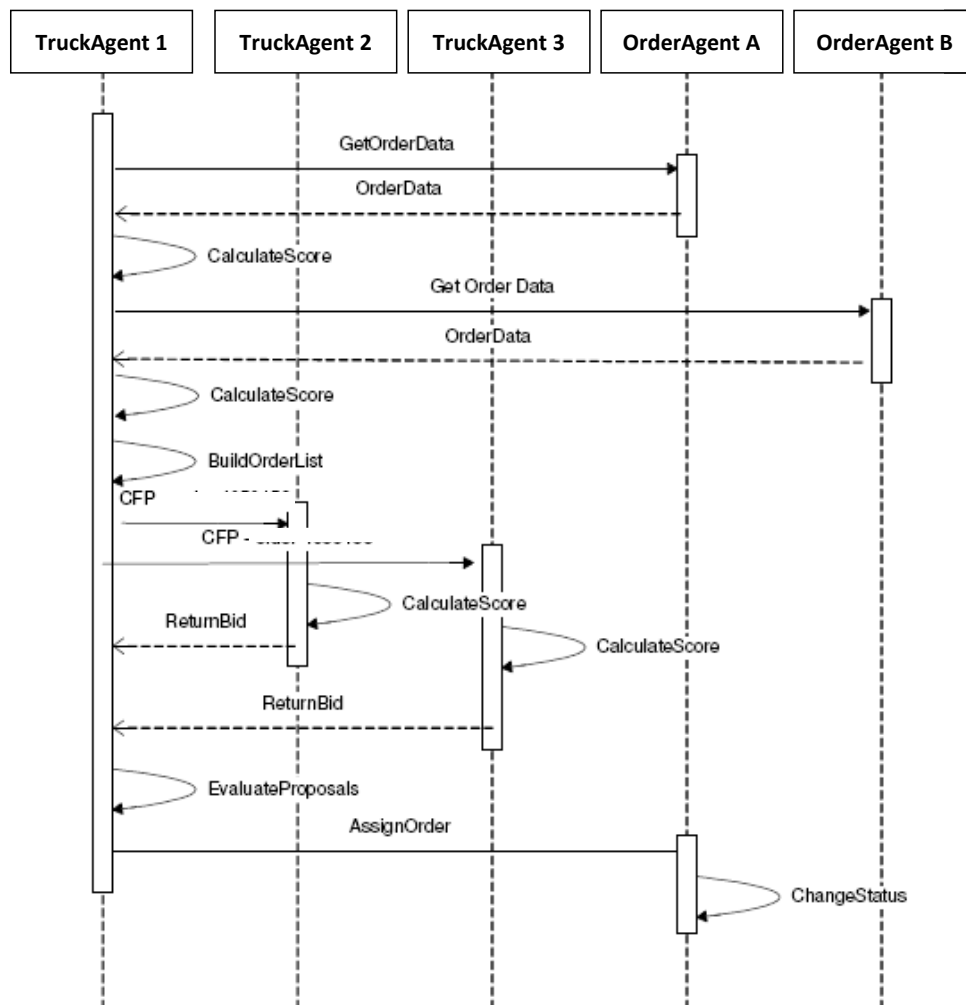 TruckAgent 1
TruckAgent 2
TruckAgent 3
OrderAgent A
OrderAgent B
GetOrderData
OrderData
CalculateScore
Get Order Data
OrderData
CalculateScore
BuildOrderList
CFP
CFP -
CalculateScore
ReturnBid
CalculateScore
ReturnBid
EvaluateProposals
AssignOrder
ChangeStatus